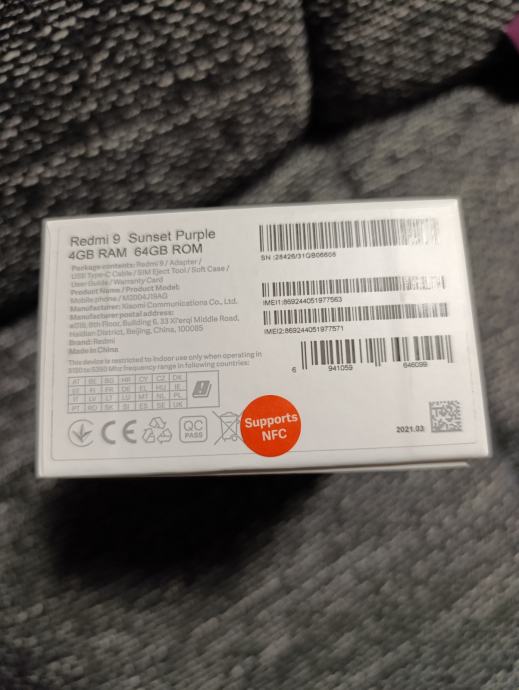 Redmi 9 Sunset Purple
4GB RAM 64GB ROM
Package contents: Redmi 9 / Adapter /
USB Type-C Cable / SIM Eject Tool / Soft Case /
User Guide / Warranty Card
Product Name / Product Model:
Mobile phone / M2004J19AG
Manufacturer: Xiaomi Communications Co., Ltd.
Manufacturer postal address:
#019, 9th Floor, Building 6, 33 Xi'erqi Middle Road,
Haidian District, Beijing, China, 100085
Brand: Redmi
Made in China
This device is restricted to indoor use only when operating in
5150 to 5350 Mhz frequency range in following countries:
AT BE BG HR CY CZ DK
EE FI FR DE EL HU IE
IT LV LT LU MT NL PL
PT RO SK SI ES SE UK
CE
QC
PASS
Supports
NFC
SN :28426/31GB06606
IMEI1:869244051977563
IMEI2:869244051977571
6 941059 646099
2021.03